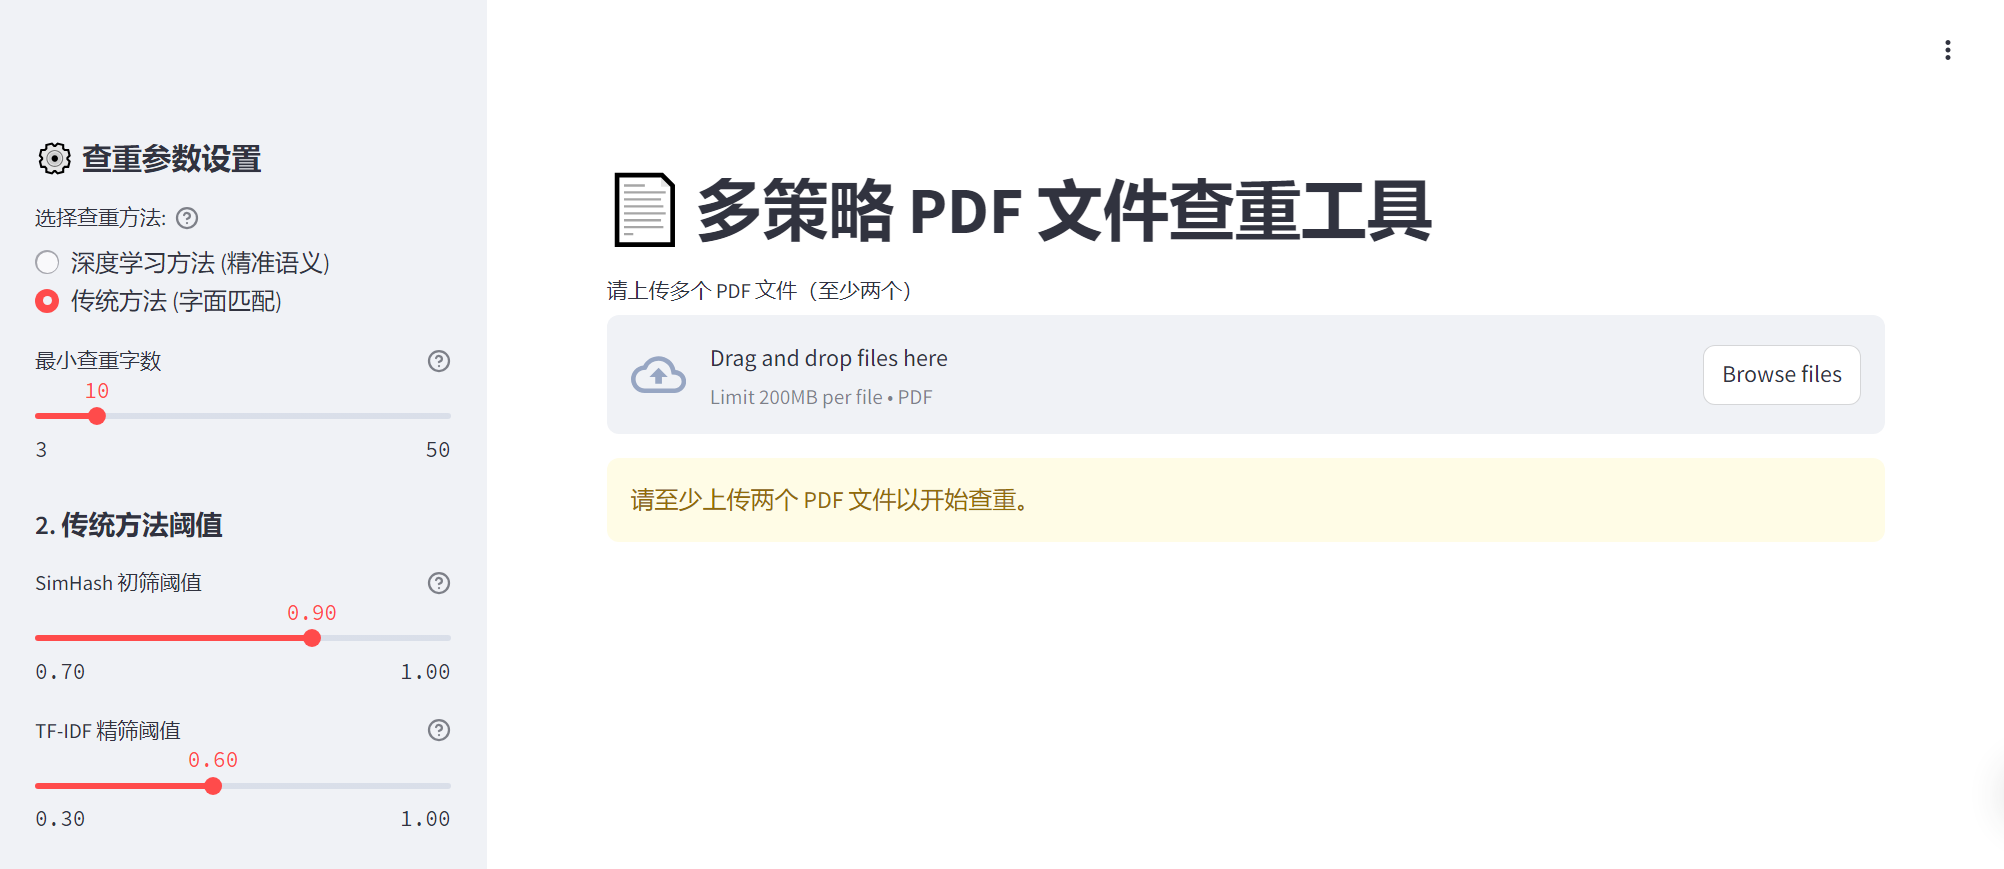 查重参数设置
选择查重方法:
深度学习方法 (精准语义)
传统方法 (字面匹配)
最小查重字数
10
3 50
2. 传统方法阈值
SimHash 初筛阈值
0.90
0.70 1.00
TF-IDF 精筛阈值
0.60
0.30 1.00
多策略 PDF 文件查重工具
请上传多个 PDF 文件（至少两个）
Drag and drop files here
Limit 200MB per file • PDF
Browse files
请至少上传两个 PDF 文件以开始查重。